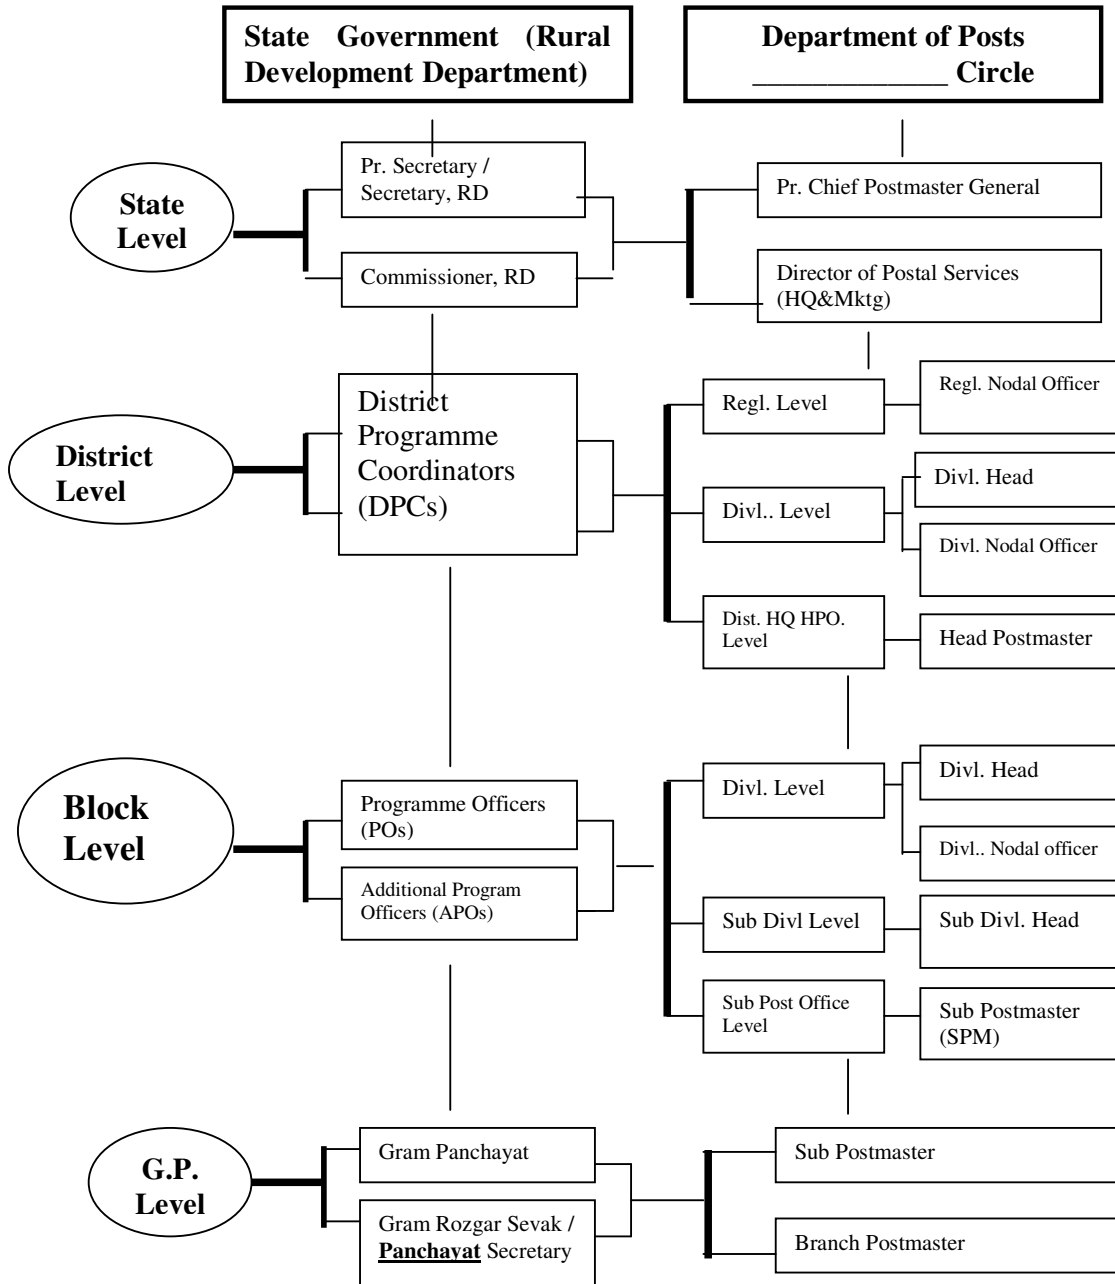 State Government (Rural
Development Department)
Department of Posts
_____________ Circle
State
Level
Pr. Secretary /
Secretary, RD
Commissioner, RD
Pr. Chief Postmaster General
Director of Postal Services
(HQ&Mktg)
District
Level
District
Programme
Coordinators
(DPCs)
Regl. Level
Regl. Nodal Officer
Divl.. Level
Divl. Head
Divl. Nodal Officer
Dist. HQ HPO.
Level
Head Postmaster
Block
Level
Programme Officers
(POs)
Additional Program
Officers (APOs)
Divl. Level
Divl. Head
Divl.. Nodal officer
Sub Divl Level
Sub Divl. Head
Sub Post Office
Level
Sub Postmaster
(SPM)
G.P.
Level
Gram Panchayat
Gram Rozgar Sevak /
Panchayat Secretary
Sub Postmaster
Branch Postmaster